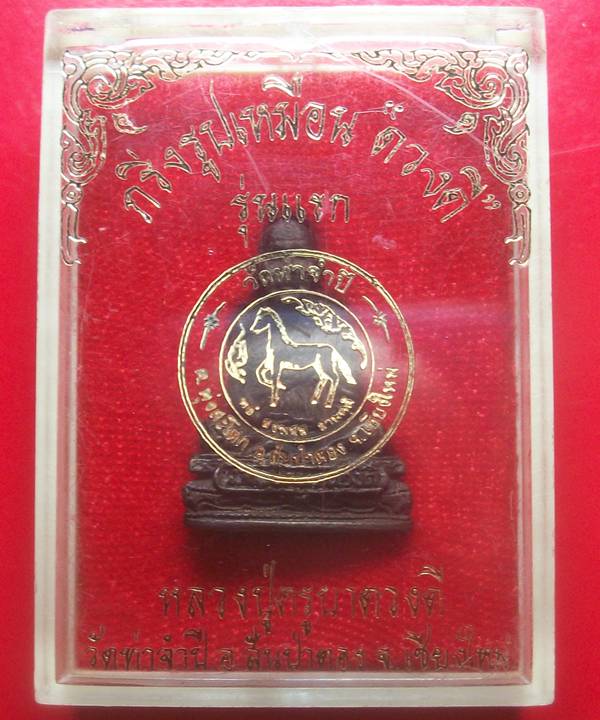 กริ่งรูปเหมือน "ดวงดี"
รุ่นแรก
วัดท่าจำปี
ต.ทุ่งสะโตก อ.สันป่าตอง จ.เชียงใหม่
หลวงปู่ครูบาดวงดี
วัดท่าจำปี อ.สันป่าตอง จ.เชียงใหม่